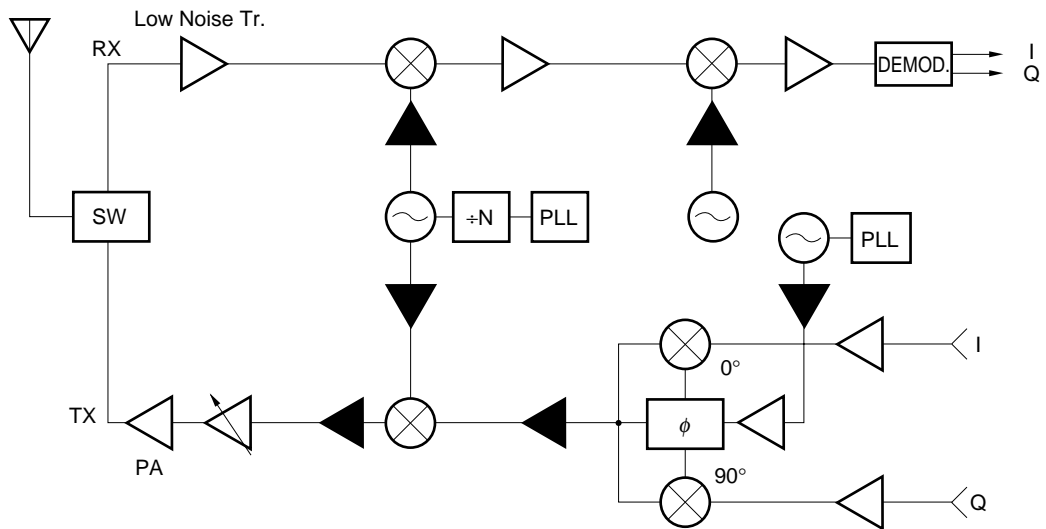 Low Noise Tr.
RX
DEMOD.
I
Q
SW
÷N
PLL
PLL
I
0°
TX
ϕ
PA
90°
Q